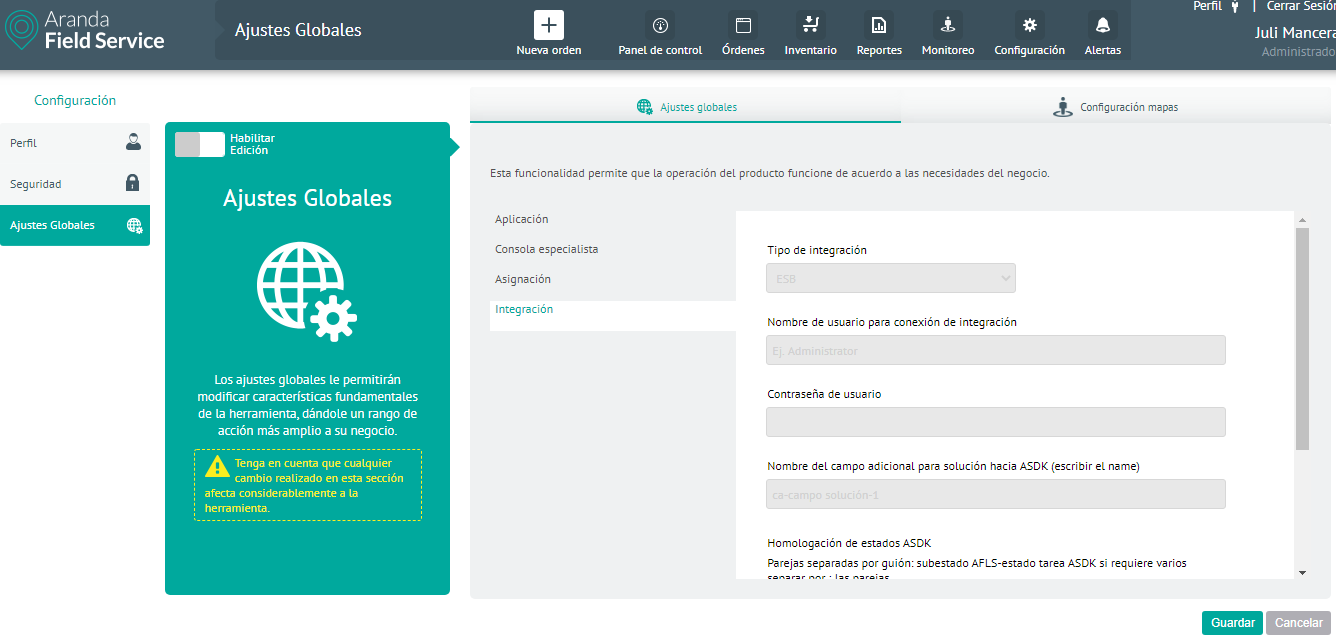 Aranda
Field Service
Ajustes Globales
Nueva orden
Panel de control
Órdenes
Inventario
Reportes
Monitoreo
Configuración
Alertas
Perfil | Cerrar Sesión
Juli Mancera
Administrado
Configuración
Perfil
Seguridad
Ajustes Globales
Habilitar
Edición
Ajustes Globales
Los ajustes globales le permitirán
modificar características fundamentales
de la herramienta, dándole un rango de
acción más amplio a su negocio.
Tenga en cuenta que cualquier
cambio realizado en esta sección
afecta considerablemente a la
herramienta.
Ajustes globales
Configuración mapas
Esta funcionalidad permite que la operación del producto funcione de acuerdo a las necesidades del negocio.
Aplicación
Consola especialista
Asignación
Integración
Tipo de integración
ESB
Nombre de usuario para conexión de integración
Ej. Administrator
Contraseña de usuario
Nombre del campo adicional para solución hacia ASDK (escribir el name)
ca-campo solución-1
Homologación de estados ASDK
Parejas separadas por guión: subestado AFLS-estado tarea ASDK si requiere varios
separar por : las parejas
Guardar
Cancelar